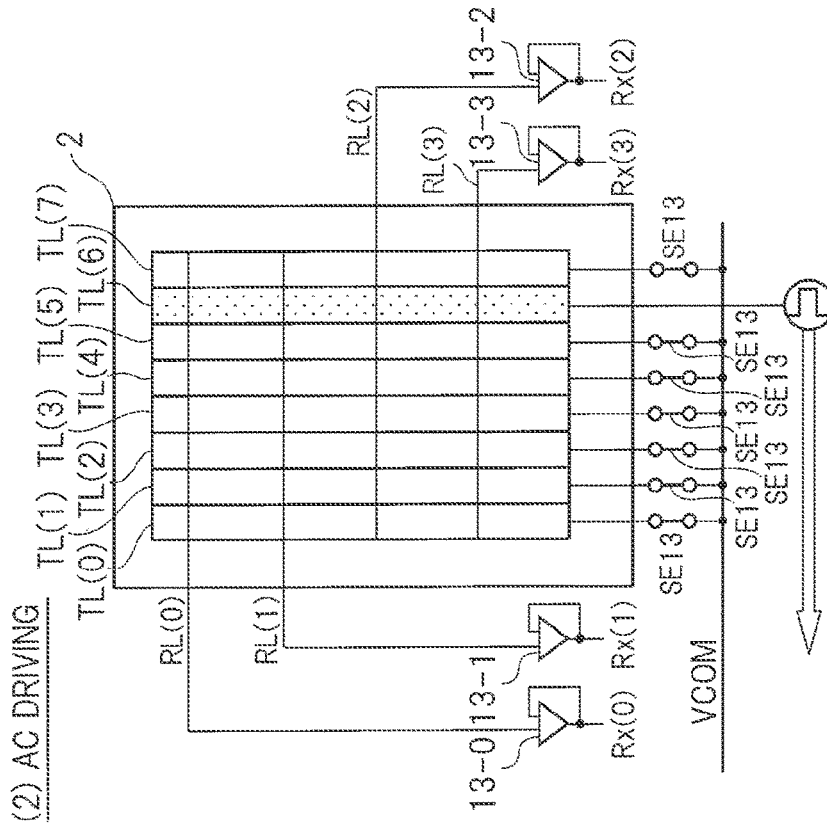 (2) AC DRIVING
TL(0)
TL(1)
TL(2)
TL(3)
TL(4)
TL(5)
TL(6)
TL(7)
2
RL(0)
RL(1)
RL(2)
RL(3)
13-0
13-1
13-3
13-2
Rx(0)
Rx(1)
Rx(3)
Rx(2)
SE13
SE13
SE13
SE13
SE13
SE13
SE13
VCOM